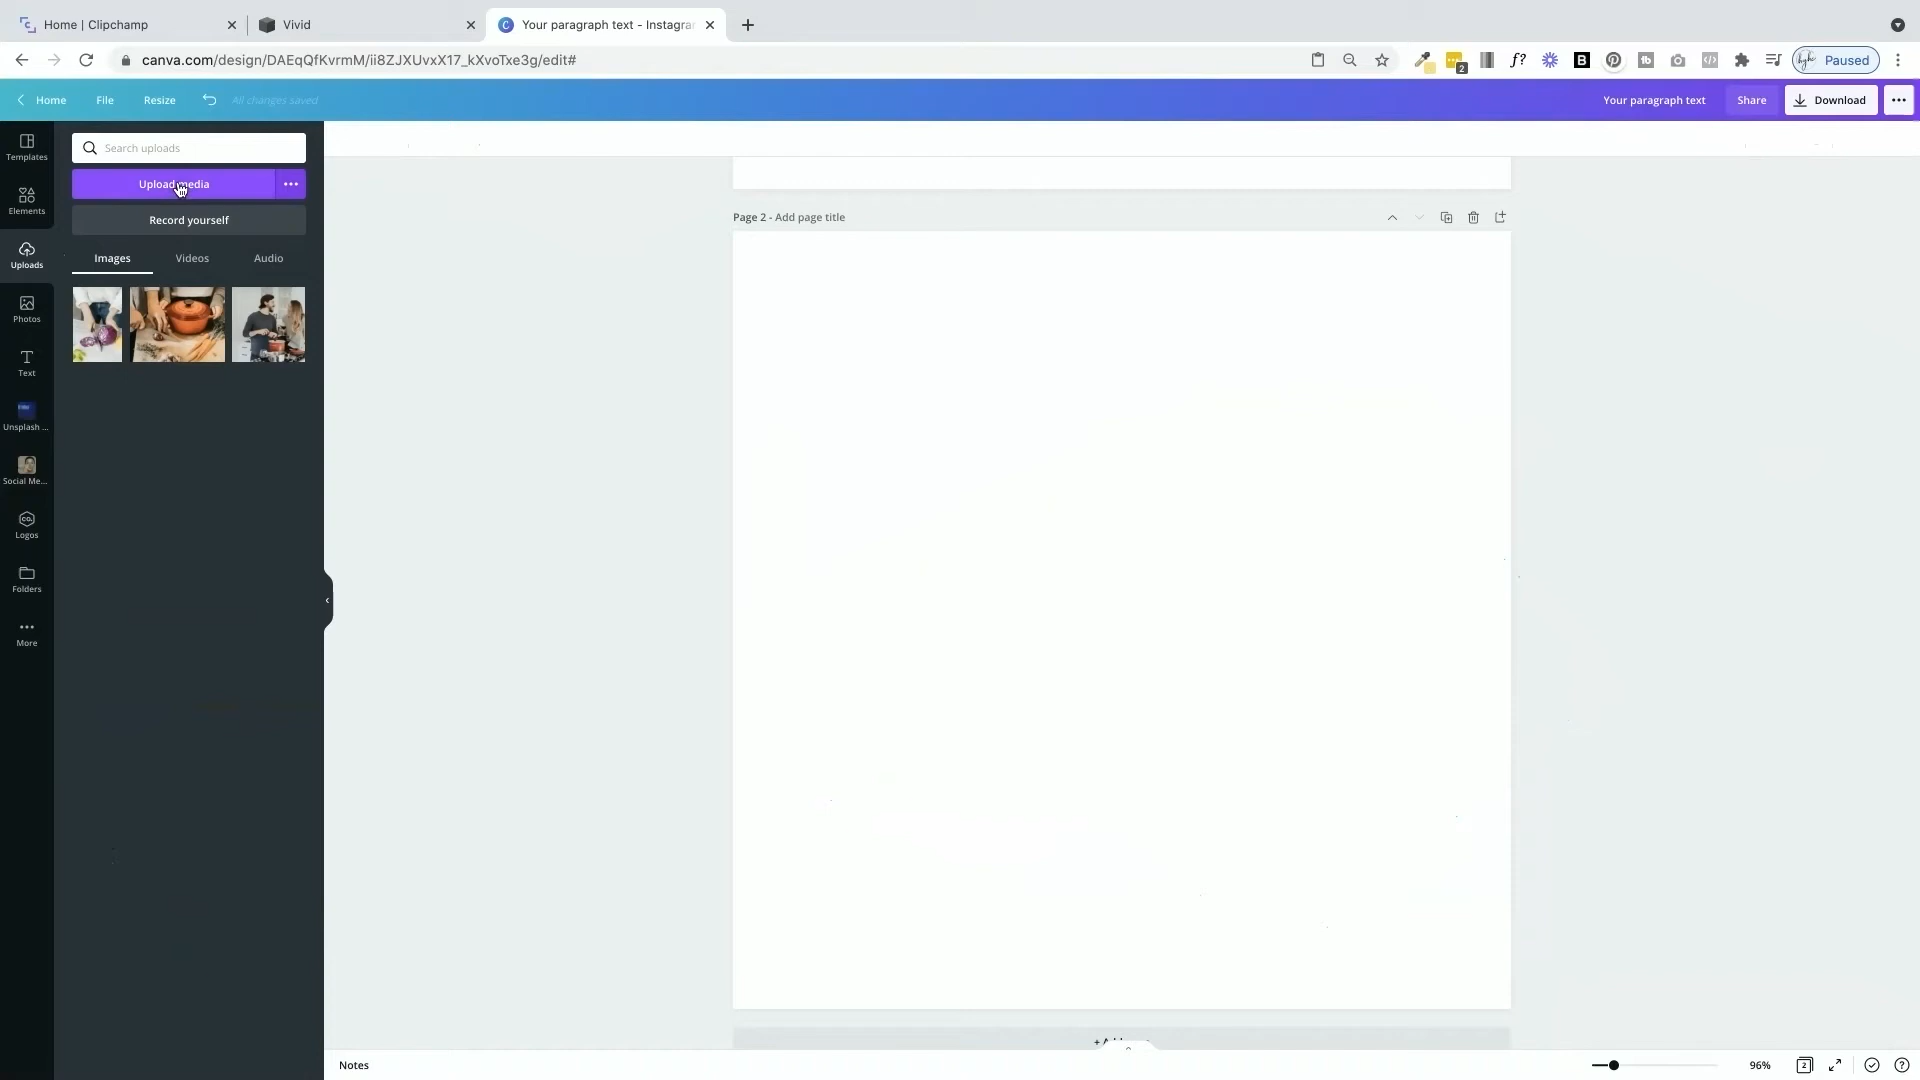 Home | Clipchamp
Vivid
Your paragraph text - Instagra
canva.com/design/DAEqQfKvrmM/ii8ZJXUvxX17_kXvoTxe3g/edit#
2
f?
B
Paused
Home
File
Resize
All changes saved
Your paragraph text
Share
Download
Templates
Elements
Uploads
Photos
Text
Unsplash ...
Social Me...
Logos
Folders
More
Search uploads
Upload media
Record yourself
Images
Videos
Audio
Page 2 - Add page title
Notes
96%
2